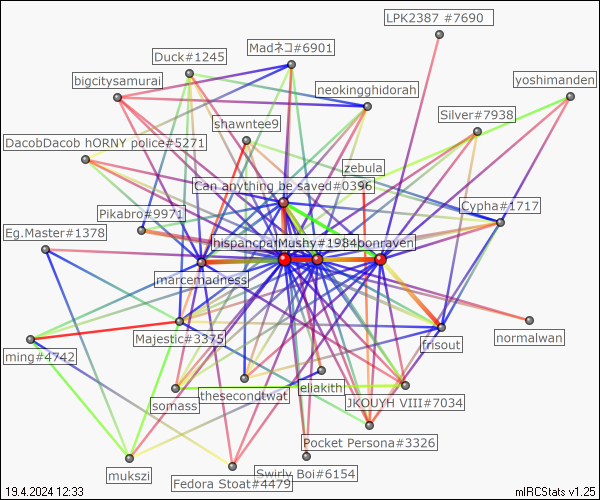 LPK2387 #7690
Madネコ#6901
Duck#1245
bigcitysamurai
yoshimanden
neokingghidorah
Silver#7938
shawntee9
DacobDacob hORNY police#5271
zebula
Can anything be saved#0396
Pikabro#9971
Cypha#1717
Eg.Master#1378
hispancpar
Mushy#1984
oonraven
marcemadness
Majestic#3375
frisout
normalwan
ming#4742
eliakith
thesecondtwat
somass
JKOUYH VIII#7034
Pocket Persona#3326
mukszi
Swirly Boi#6154
Fedora Stoat#4479
19.4.2024 12:33
mIRCStats v1.25